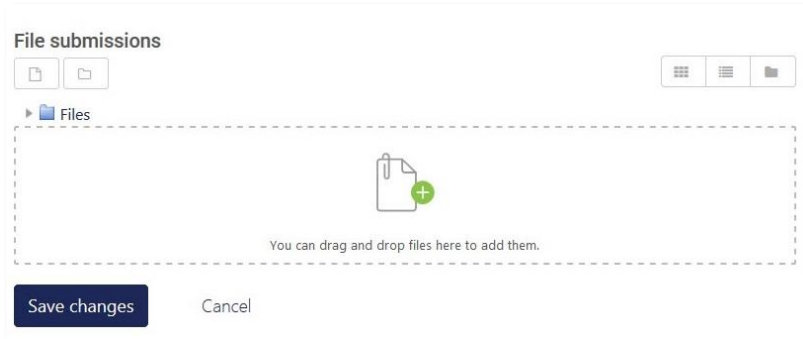 File submissions
Files
You can drag and drop files here to add them.
Save changes Cancel